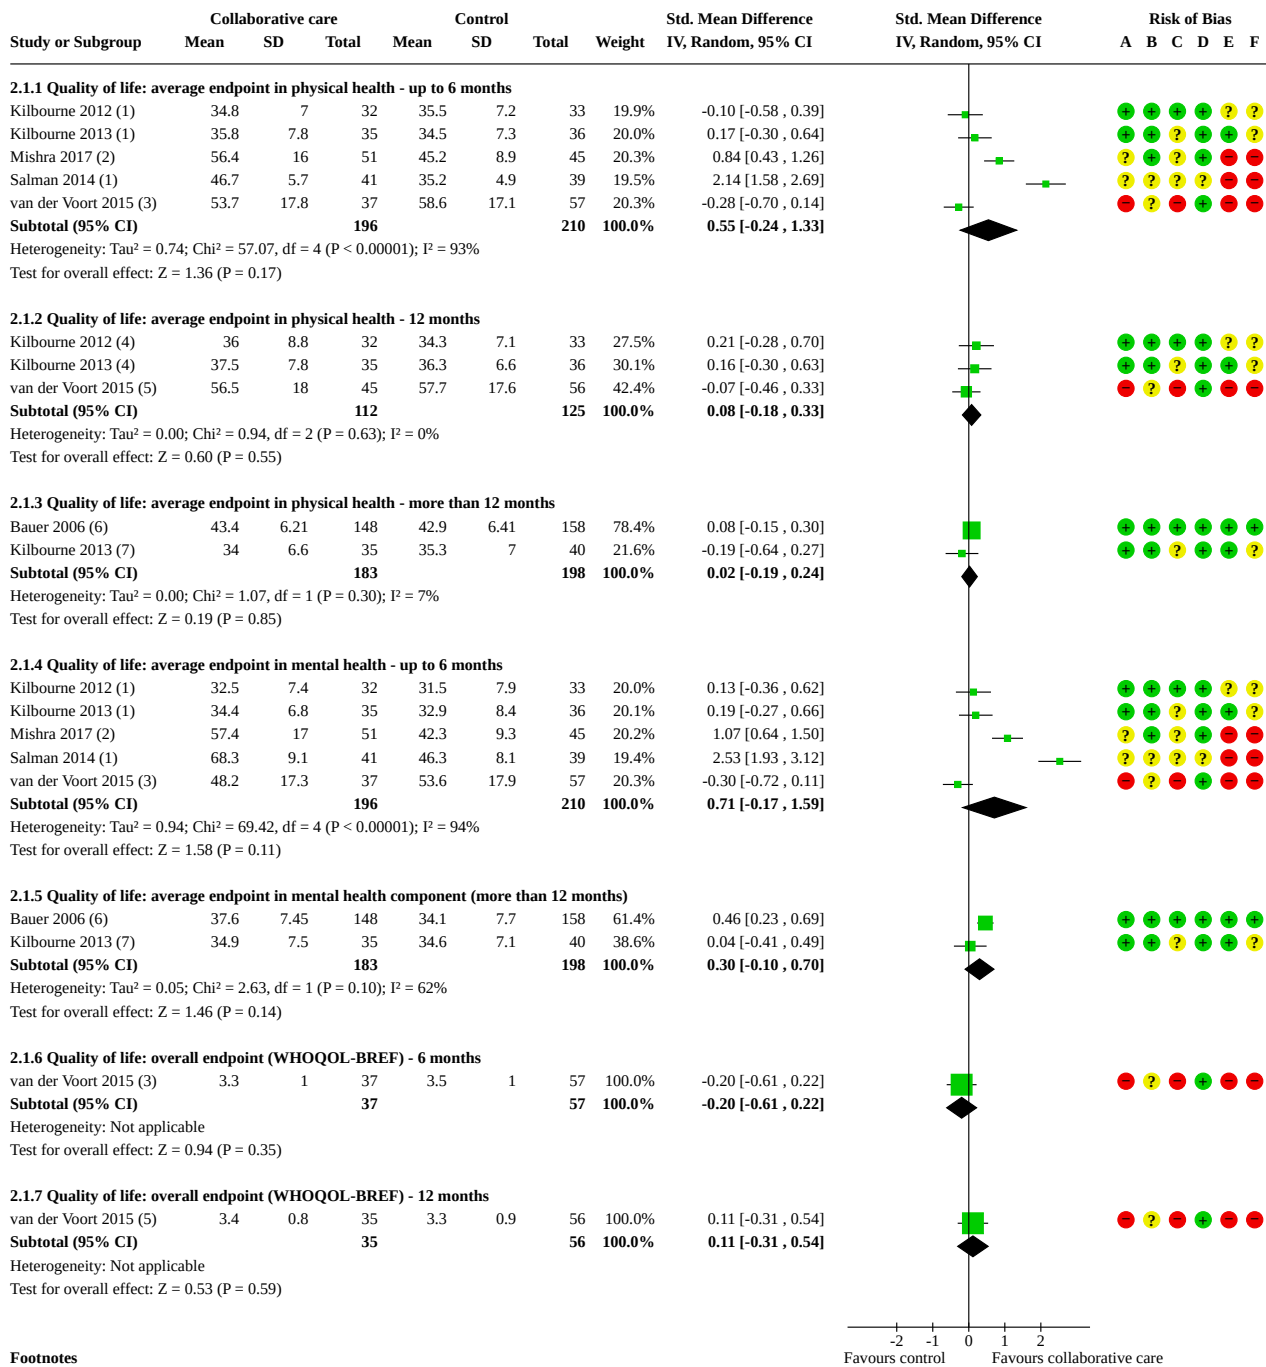 Collaborative care Control Std. Mean Difference Std. Mean Difference Risk of Bias
Study or Subgroup Mean SD Total Mean SD Total Weight IV, Random, 95% CI IV, Random, 95% CI A B C D E F
2.1.1 Quality of life: average endpoint in physical health - up to 6 months
Kilbourne 2012 (1) 34.8 7 32 35.5 7.2 33 19.9% -0.10 [-0.58 , 0.39] + + + + ? ?
Kilbourne 2013 (1) 35.8 7.8 35 34.5 7.3 36 20.0% 0.17 [-0.30 , 0.64] + + ? + + ?
Mishra 2017 (2) 56.4 16 51 45.2 8.9 45 20.3% 0.84 [0.43 , 1.26] ? + ? + − −
Salman 2014 (1) 46.7 5.7 41 35.2 4.9 39 19.5% 2.14 [1.58 , 2.69] ? ? ? ? − −
van der Voort 2015 (3) 53.7 17.8 37 58.6 17.1 57 20.3% -0.28 [-0.70 , 0.14] − ? − + − −
Subtotal (95% CI) 196 210 100.0% 0.55 [-0.24 , 1.33]
Heterogeneity: Tau² = 0.74; Chi² = 57.07, df = 4 (P < 0.00001); I² = 93%
Test for overall effect: Z = 1.36 (P = 0.17)
2.1.2 Quality of life: average endpoint in physical health - 12 months
Kilbourne 2012 (4) 36 8.8 32 34.3 7.1 33 27.5% 0.21 [-0.28 , 0.70] + + + + ? ?
Kilbourne 2013 (4) 37.5 7.8 35 36.3 6.6 36 30.1% 0.16 [-0.30 , 0.63] + + ? + + ?
van der Voort 2015 (5) 56.5 18 45 57.7 17.6 56 42.4% -0.07 [-0.46 , 0.33] − ? − + − −
Subtotal (95% CI) 112 125 100.0% 0.08 [-0.18 , 0.33]
Heterogeneity: Tau² = 0.00; Chi² = 0.94, df = 2 (P = 0.63); I² = 0%
Test for overall effect: Z = 0.60 (P = 0.55)
2.1.3 Quality of life: average endpoint in physical health - more than 12 months
Bauer 2006 (6) 43.4 6.21 148 42.9 6.41 158 78.4% 0.08 [-0.15 , 0.30] + + + + + +
Kilbourne 2013 (7) 34 6.6 35 35.3 7 40 21.6% -0.19 [-0.64 , 0.27] + + ? + + ?
Subtotal (95% CI) 183 198 100.0% 0.02 [-0.19 , 0.24]
Heterogeneity: Tau² = 0.00; Chi² = 1.07, df = 1 (P = 0.30); I² = 7%
Test for overall effect: Z = 0.19 (P = 0.85)
2.1.4 Quality of life: average endpoint in mental health - up to 6 months
Kilbourne 2012 (1) 32.5 7.4 32 31.5 7.9 33 20.0% 0.13 [-0.36 , 0.62] + + + + ? ?
Kilbourne 2013 (1) 34.4 6.8 35 32.9 8.4 36 20.1% 0.19 [-0.27 , 0.66] + + ? + + ?
Mishra 2017 (2) 57.4 17 51 42.3 9.3 45 20.2% 1.07 [0.64 , 1.50] ? + ? + − −
Salman 2014 (1) 68.3 9.1 41 46.3 8.1 39 19.4% 2.53 [1.93 , 3.12] ? ? ? ? − −
van der Voort 2015 (3) 48.2 17.3 37 53.6 17.9 57 20.3% -0.30 [-0.72 , 0.11] − ? − + − −
Subtotal (95% CI) 196 210 100.0% 0.71 [-0.17 , 1.59]
Heterogeneity: Tau² = 0.94; Chi² = 69.42, df = 4 (P < 0.00001); I² = 94%
Test for overall effect: Z = 1.58 (P = 0.11)
2.1.5 Quality of life: average endpoint in mental health component (more than 12 months)
Bauer 2006 (6) 37.6 7.45 148 34.1 7.7 158 61.4% 0.46 [0.23 , 0.69] + + + + + +
Kilbourne 2013 (7) 34.9 7.5 35 34.6 7.1 40 38.6% 0.04 [-0.41 , 0.49] + + ? + + ?
Subtotal (95% CI) 183 198 100.0% 0.30 [-0.10 , 0.70]
Heterogeneity: Tau² = 0.05; Chi² = 2.63, df = 1 (P = 0.10); I² = 62%
Test for overall effect: Z = 1.46 (P = 0.14)
2.1.6 Quality of life: overall endpoint (WHOQOL-BREF) - 6 months
van der Voort 2015 (3) 3.3 1 37 3.5 1 57 100.0% -0.20 [-0.61 , 0.22] − ? − + − −
Subtotal (95% CI) 37 57 100.0% -0.20 [-0.61 , 0.22]
Heterogeneity: Not applicable
Test for overall effect: Z = 0.94 (P = 0.35)
2.1.7 Quality of life: overall endpoint (WHOQOL-BREF) - 12 months
van der Voort 2015 (5) 3.4 0.8 35 3.3 0.9 56 100.0% 0.11 [-0.31 , 0.54] − ? − + − −
Subtotal (95% CI) 35 56 100.0% 0.11 [-0.31 , 0.54]
Heterogeneity: Not applicable
Test for overall effect: Z = 0.53 (P = 0.59)
-2 -1 0 1 2
Footnotes Favours control Favours collaborative care